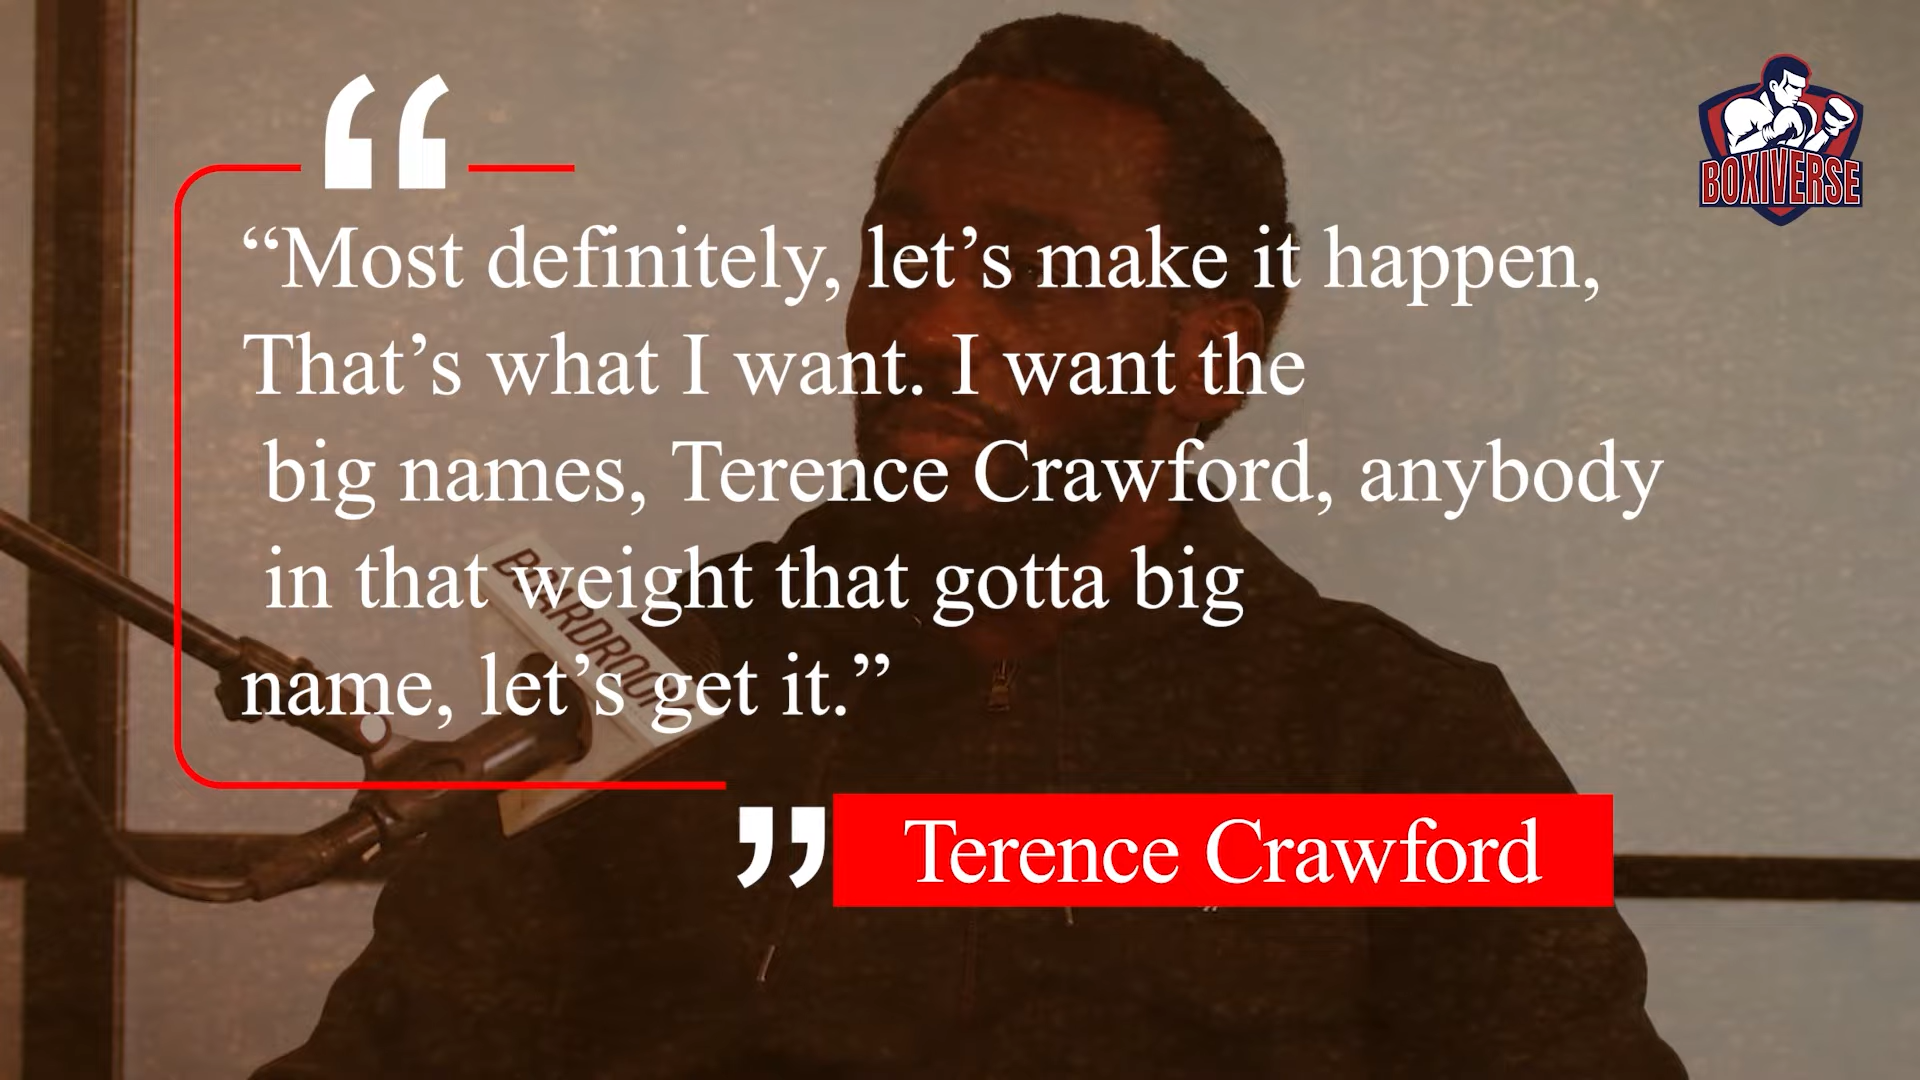 BOXIVERSE
“Most definitely, let’s make it happen,
That’s what I want. I want the
big names, Terence Crawford, anybody
in that weight that gotta big
name, let’s get it.”
BOARDROOM
Terence Crawford